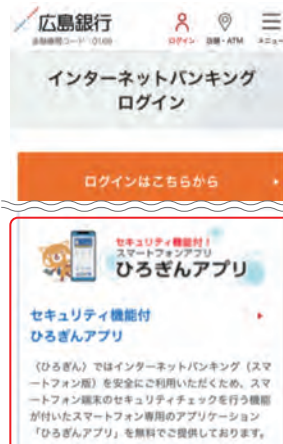 広島銀行
金融機関コード:0169
ログイン
店舗・ATM
メニュー
インターネットバンキング
ログイン
ログインはこちらから
セキュリティ機能付!
スマートフォンアプリ
ひろぎんアプリ
セキュリティ機能付
ひろぎんアプリ
〈ひろぎん〉ではインターネットバンキング(スマ
ートフォン版)を安全にご利用いただくため、スマ
ートフォン端末のセキュリティチェックを行う機能
が付いたスマートフォン専用のアプリケーション
「ひろぎんアプリ」を無料でご提供しております。